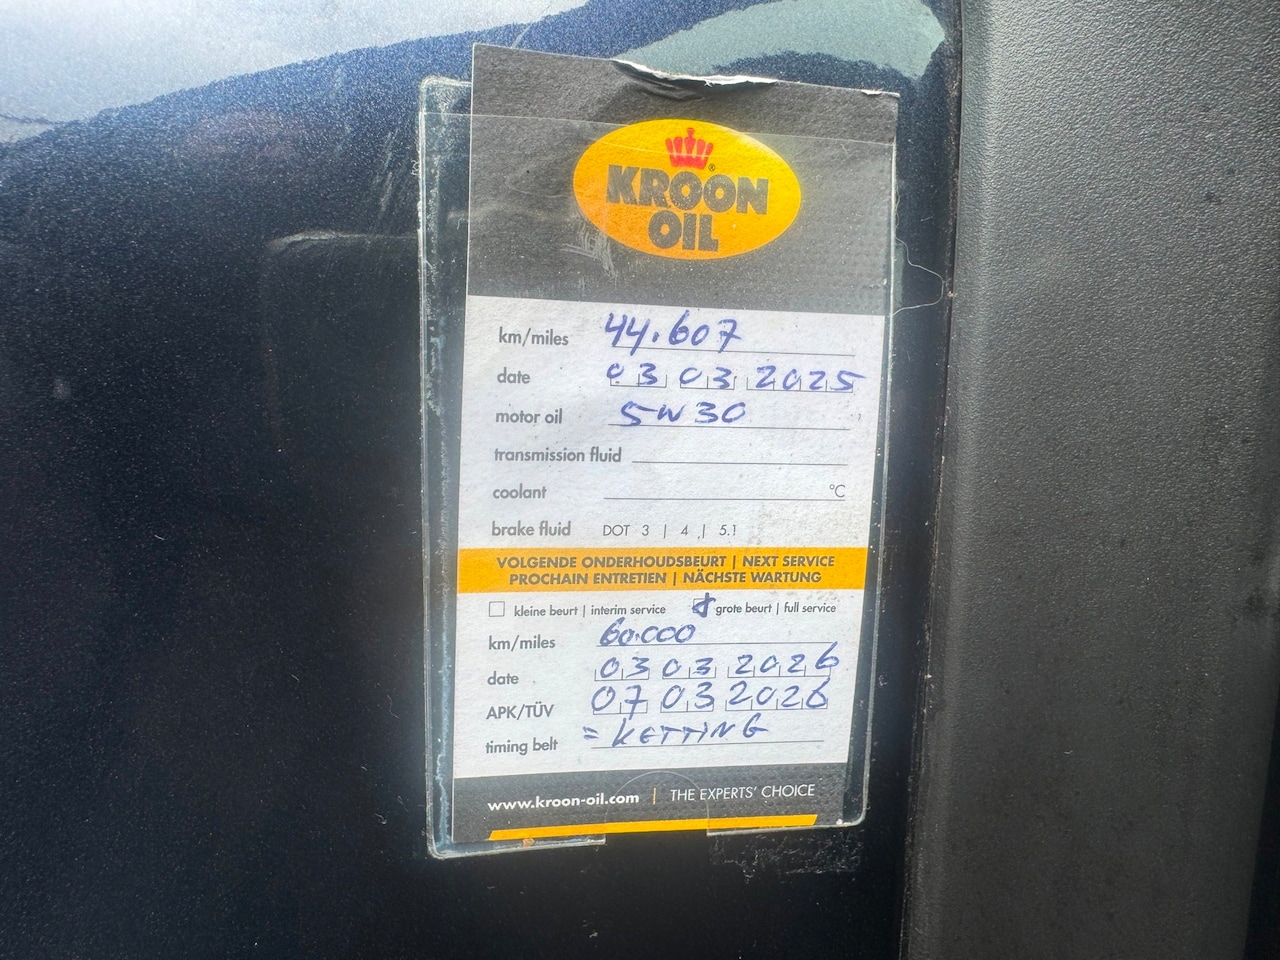 KROON
OIL
km/miles 44.607
date 03 03 2025
motor oil 5W30
transmission fluid
coolant °C
brake fluid DOT 3 | 4 | 5.1
VOLGENDE ONDERHOUDSBEURT | NEXT SERVICE
PROCHAIN ENTRETIEN | NÄCHSTE WARTUNG
kleine beurt | interim service grote beurt | full service
km/miles 60.000
date 03 03 2026
APK/TÜV 07 03 2026
timing belt = KETTING
www.kroon-oil.com | THE EXPERTS' CHOICE